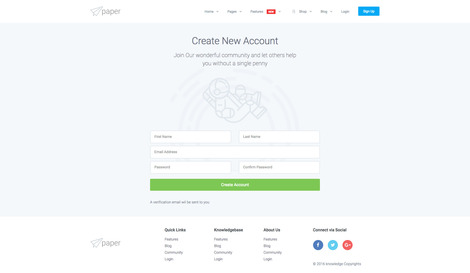 paper
Home Pages Features NEW Shop Blog Login Sign Up
Create New Account
Join Our wonderful community and let others help
you without a single penny
First Name Last Name
Email Address
Password Confirm Password
Create Account
A verification email will be sent to you
Quick Links Knowledgebase About Us Connect via Social
Features Features Features
Blog Blog Blog
paper
Community Community Community
Login Login Login
© 2016 knowledge Copyrights